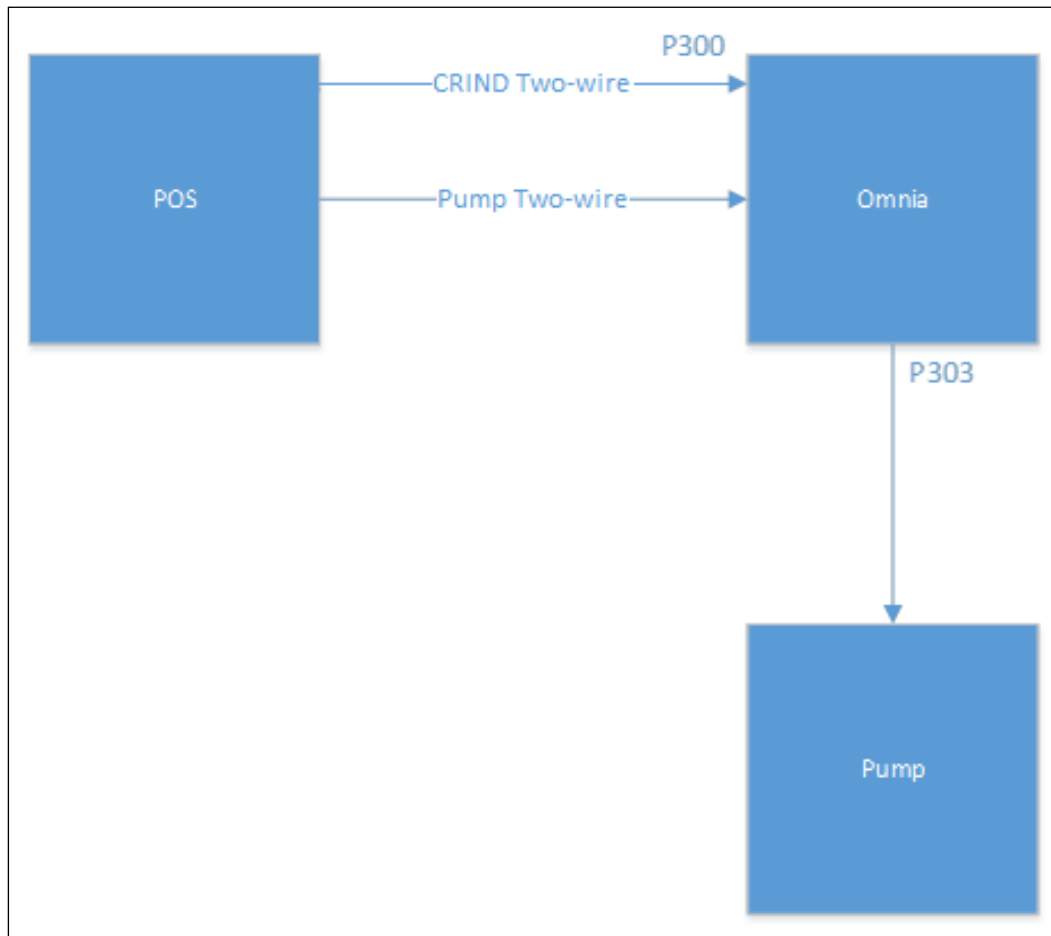 P300
CRIND Two-wire
POS
Pump Two-wire
Omnia
P303
Pump